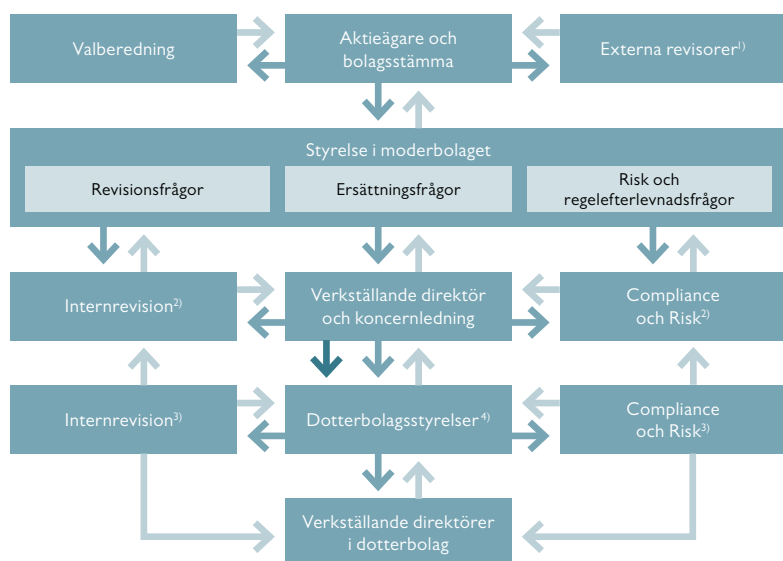 Valberedning
Aktieägare och
bolagsstämma
Externa revisorer1)
Styrelse i moderbolaget
Revisionsfrågor
Ersättningsfrågor
Risk och
regelefterlevnadsfrågor
Internrevision2)
Verkställande direktör
och koncernledning
Compliance
och Risk2)
Internrevision3)
Dotterbolagsstyrelser4)
Compliance
och Risk3)
Verkställande direktörer
i dotterbolag